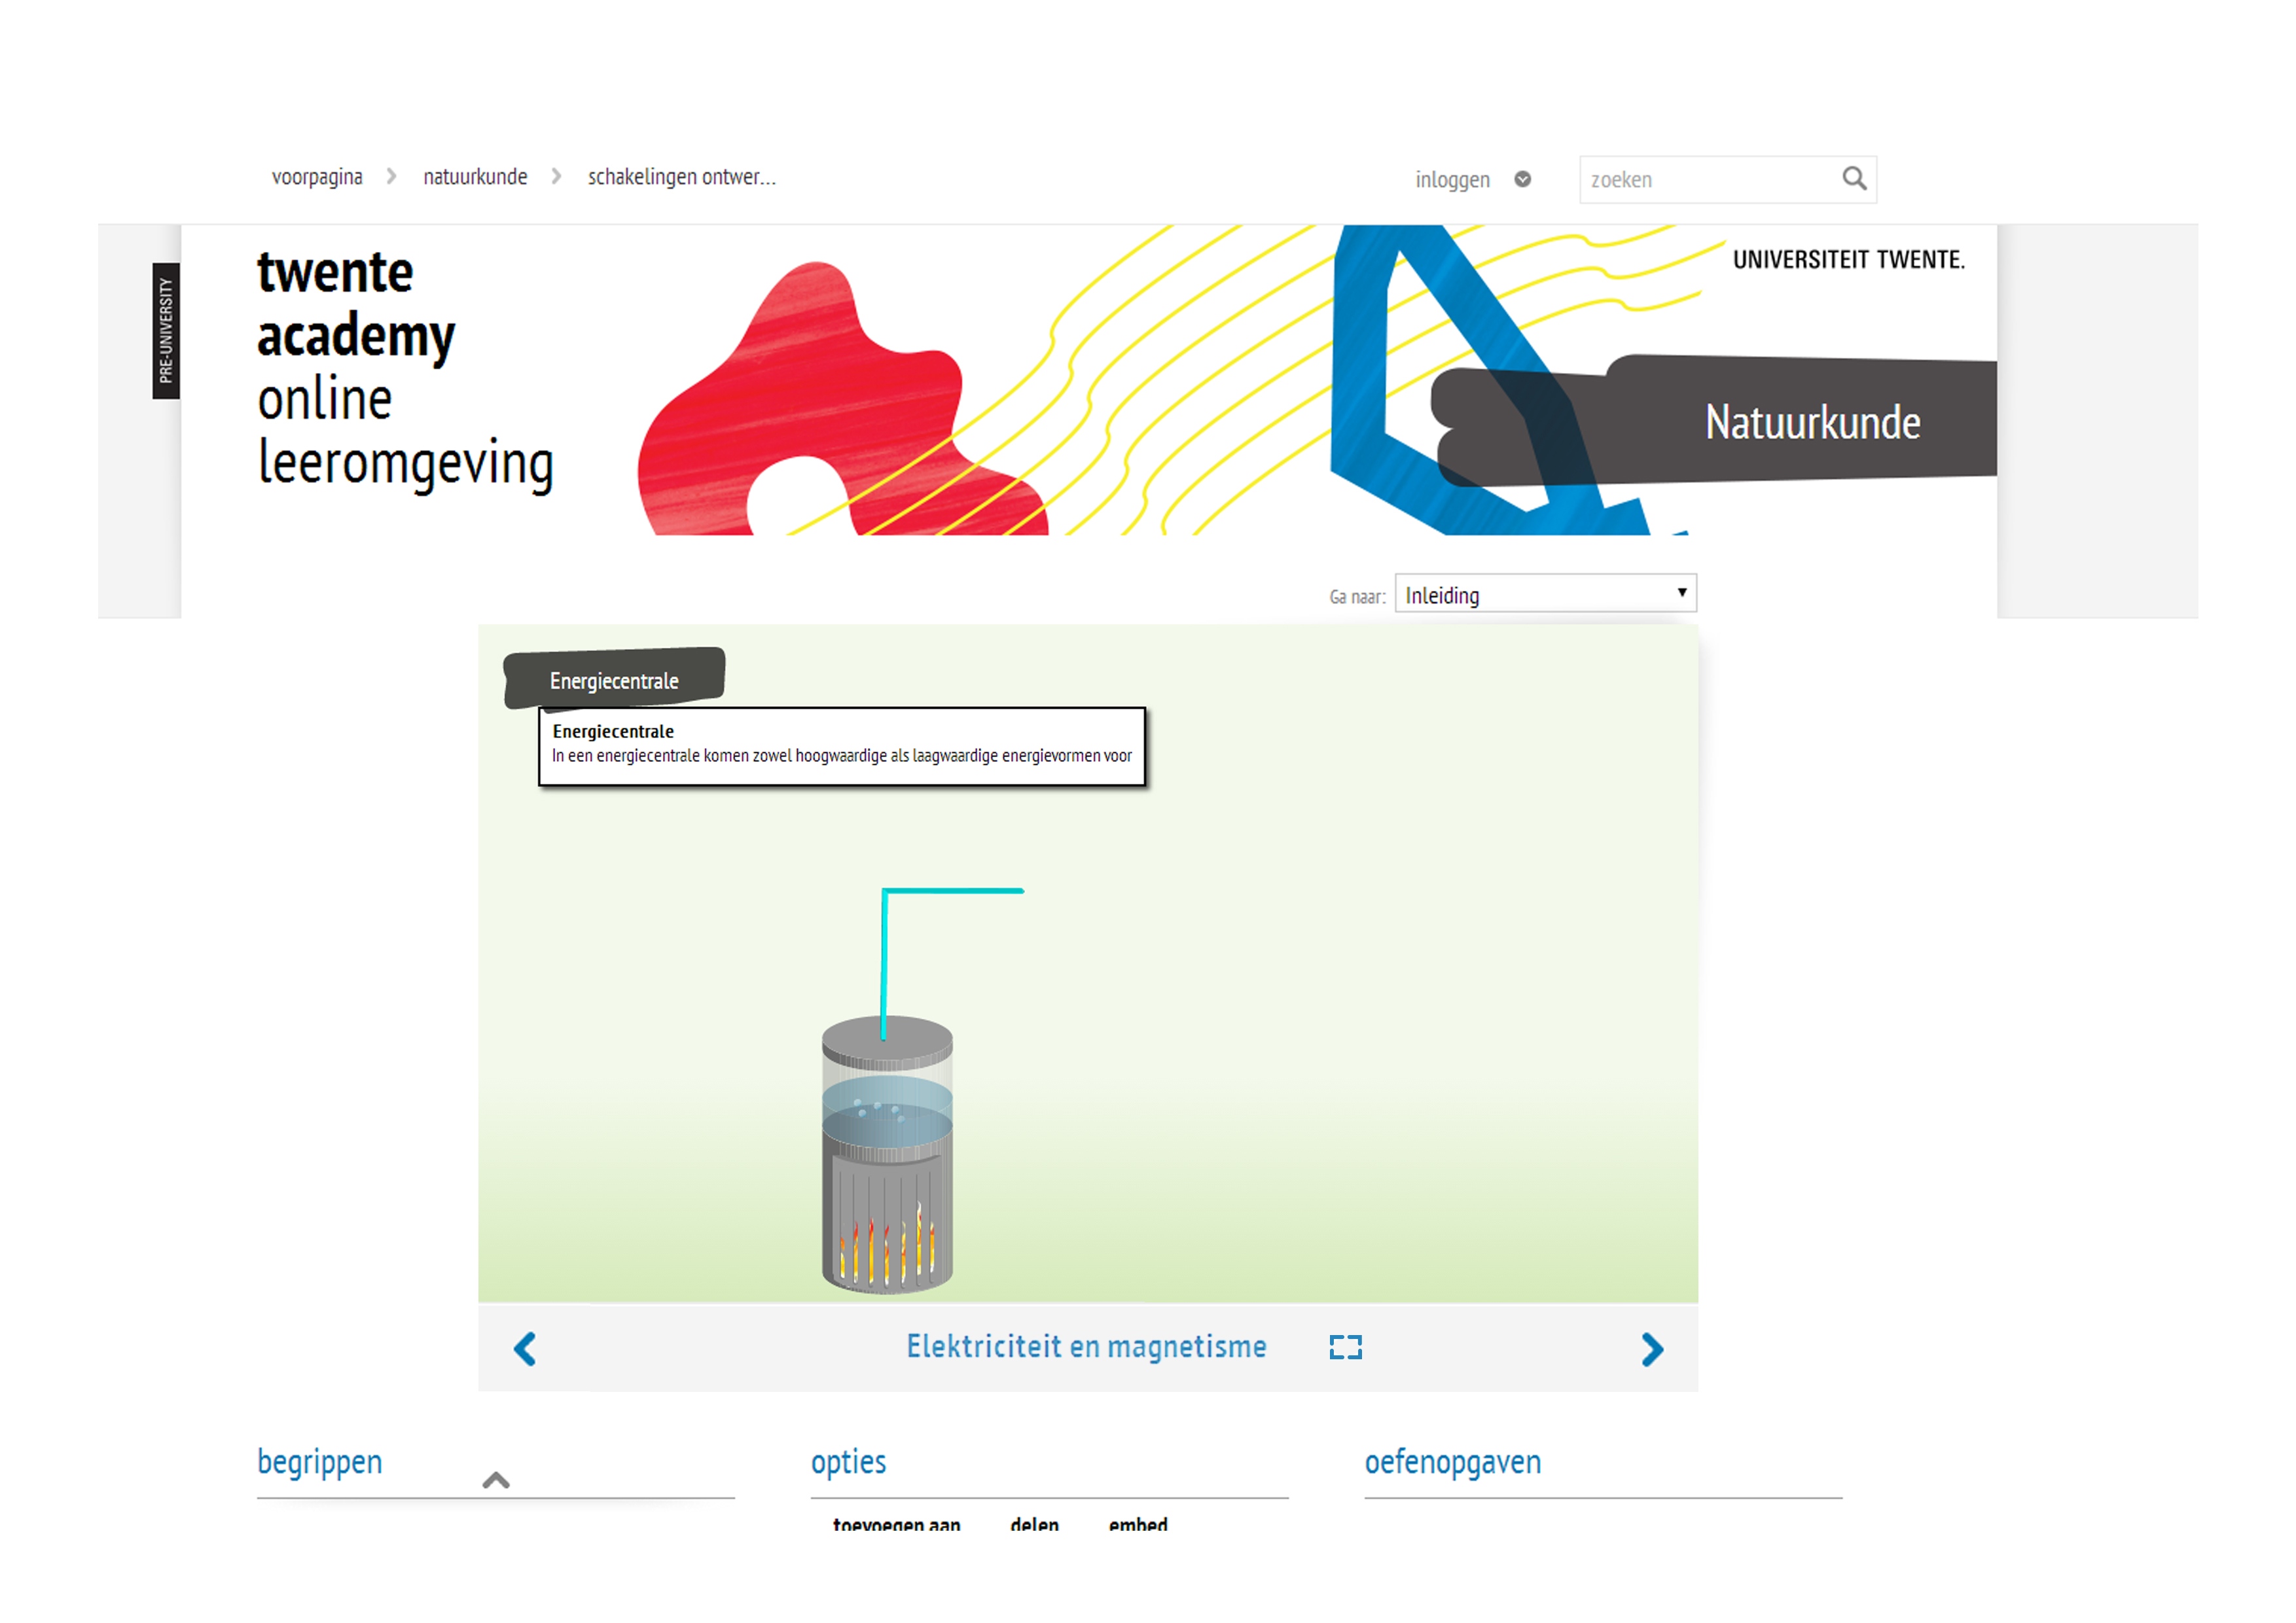 voorpagina natuurkunde schakelingen ontwer...
inloggen zoeken
PRE-UNIVERSITY
twente
academy
online
leeromgeving
UNIVERSITEIT TWENTE.
Natuurkunde
Ga naar: Inleiding
Energiecentrale
Energiecentrale
In een energiecentrale komen zowel hoogwaardige als laagwaardige energievormen voor
Elektriciteit en magnetisme
begrippen opties oefenopgaven
toevoegen aan delen embed